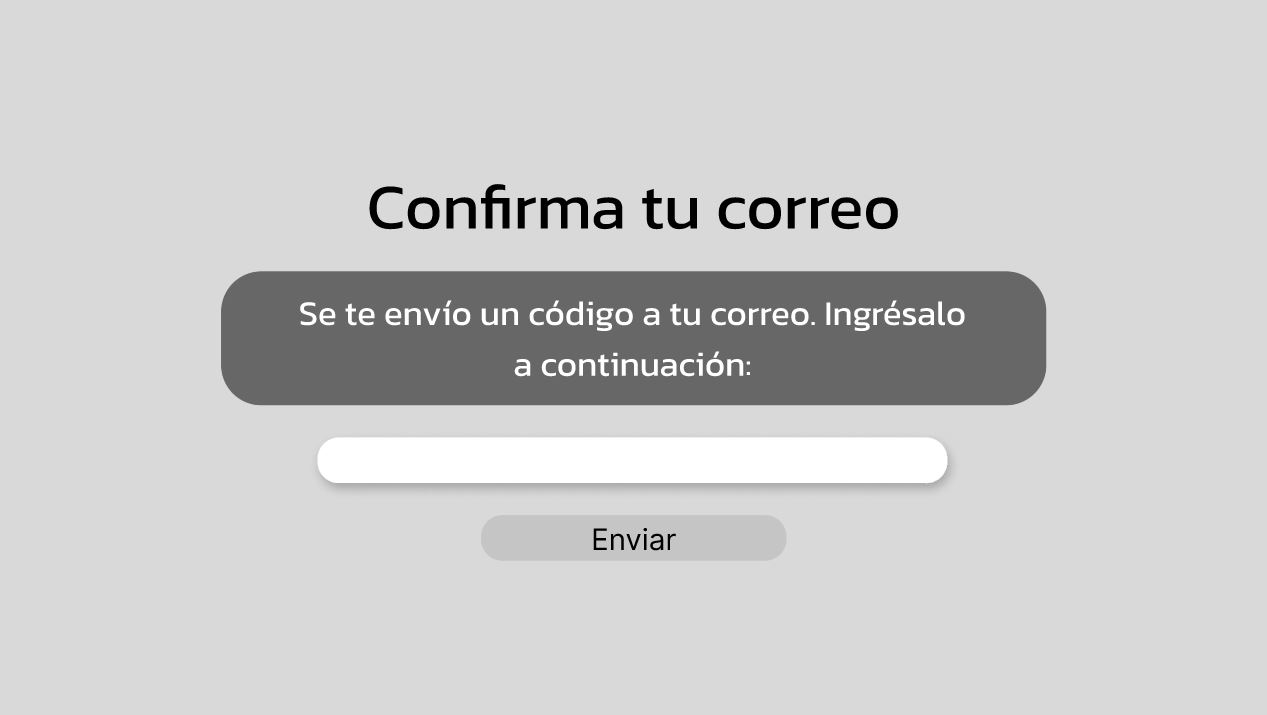 Confirma tu correo
Se te envío un código a tu correo. Ingrésalo
a continuación:
Enviar